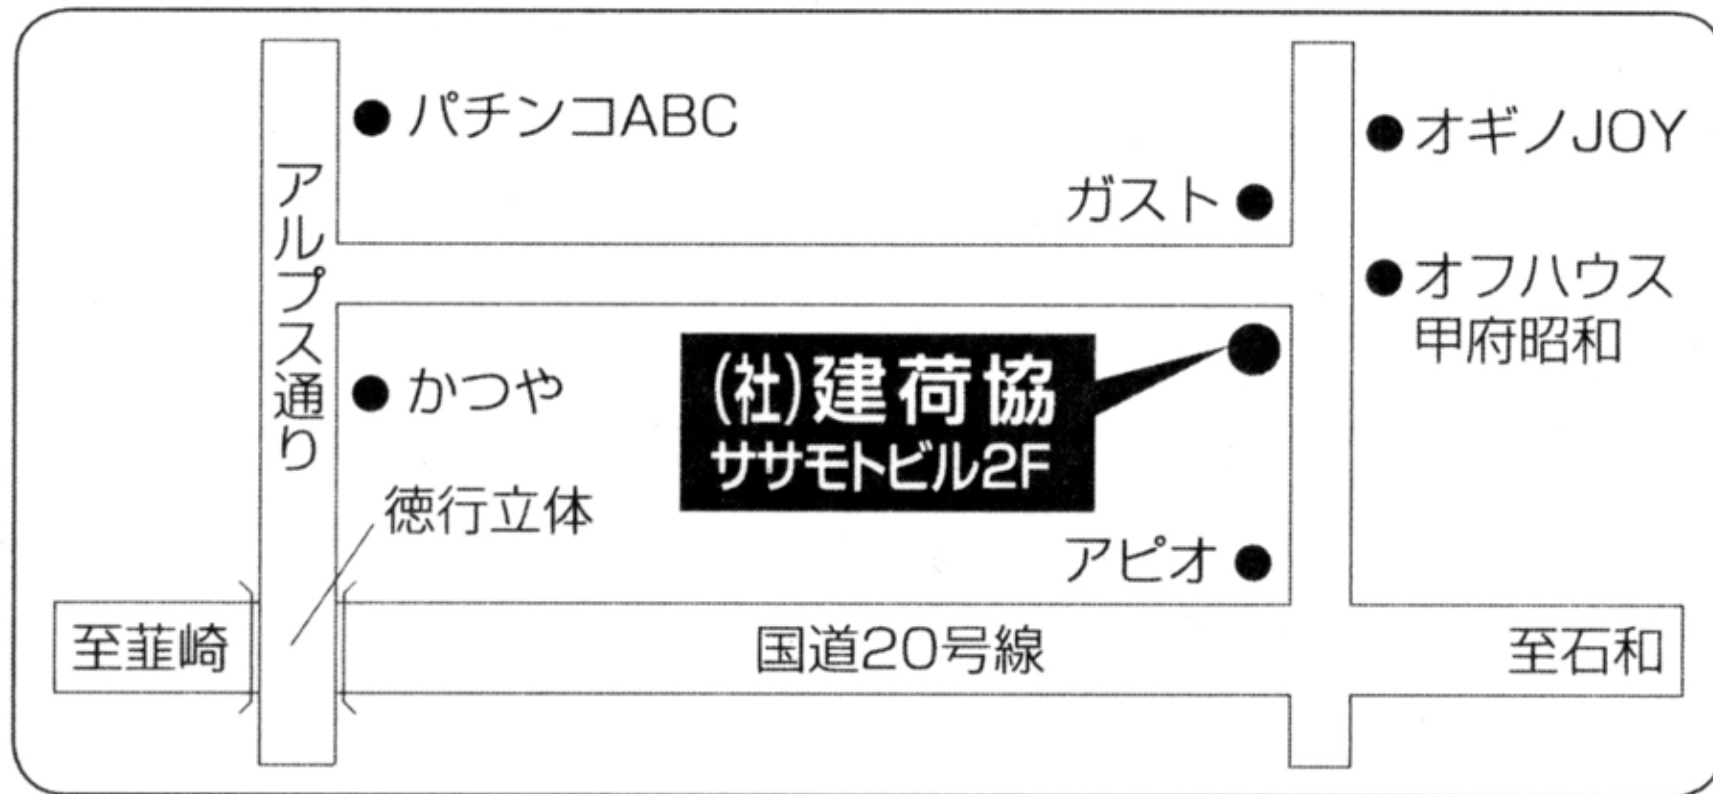 パチンコABC
オギノJOY
ガスト
アルプス通り
オフハウス
甲府昭和
(社)建荷協
ササモトビル2F
かつや
徳行立体
アピオ
至韮崎
国道20号線
至石和